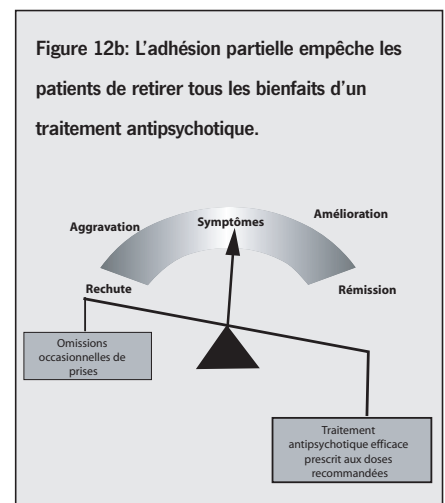 Figure 12b: L'adhésion partielle empêche les
patients de retirer tous les bienfaits d'un
traitement antipsychotique.
Symptômes
Amélioration
Aggravation
Rechute
Rémission
Omissions
occasionnelles de
prises
Traitement
antipsychotique efficace
prescrit aux doses
recommandées